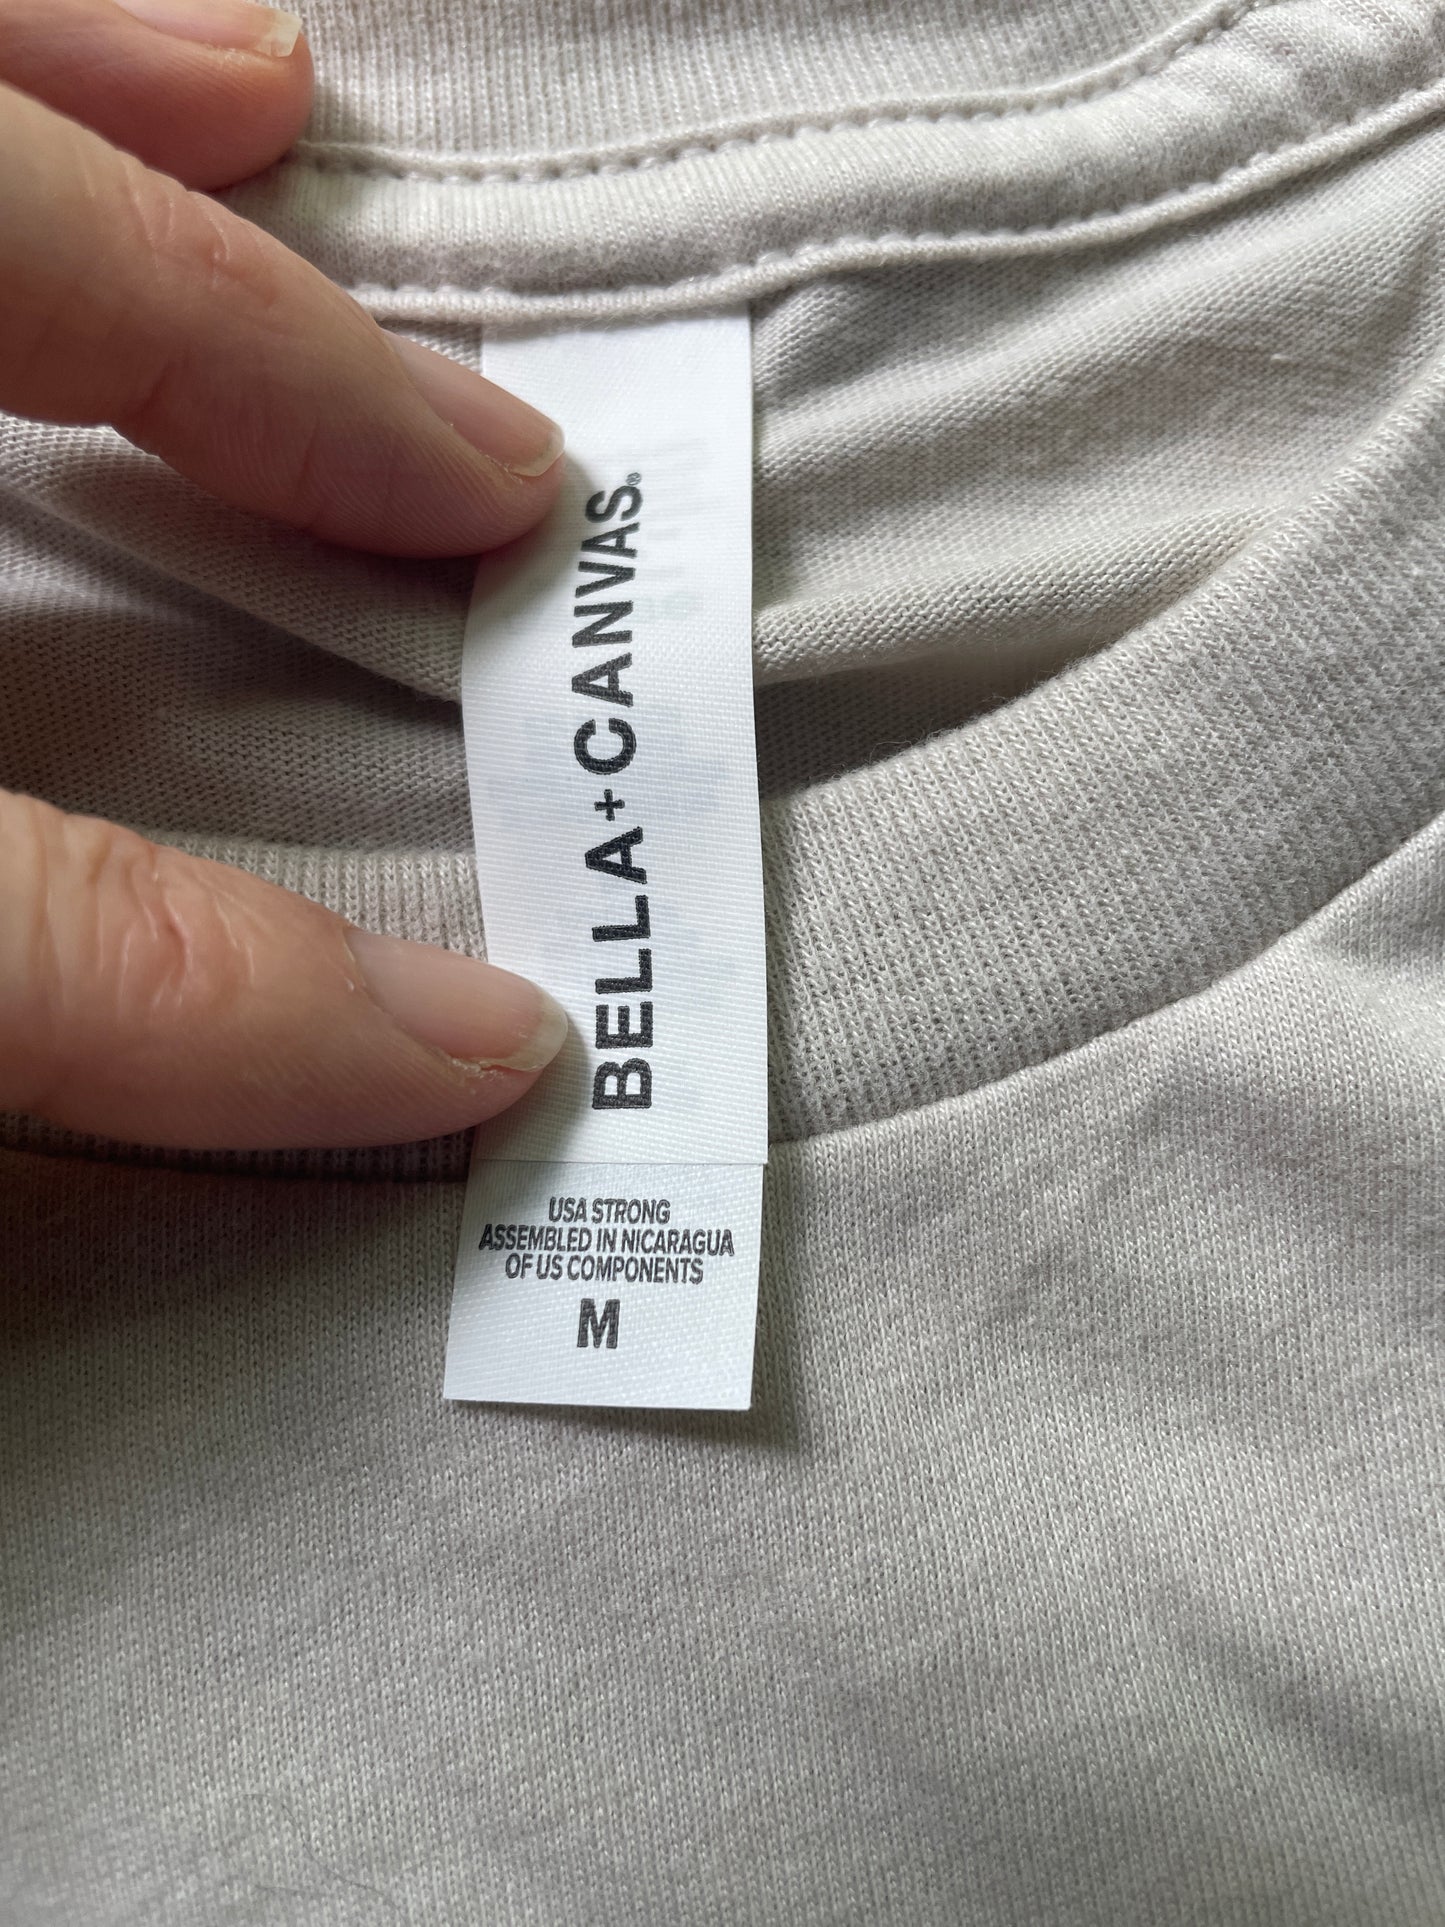 BELLA+CANVAS®
USA STRONG
ASSEMBLED IN NICARAGUA
OF US COMPONENTS
M